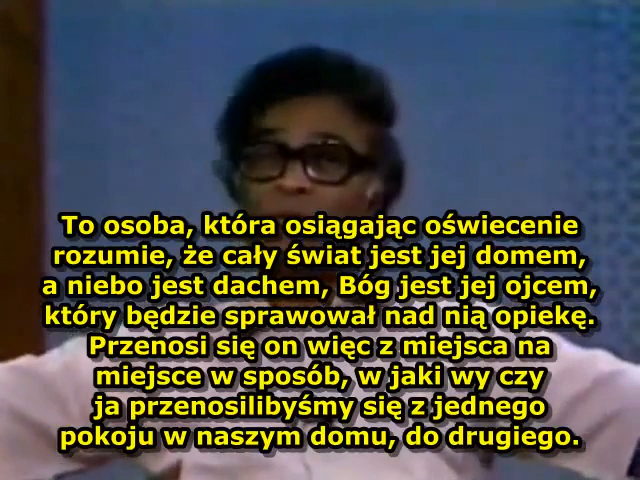 To osoba, która osiągając oświecenie
rozumie, że cały świat jest jej domem,
a niebo jest dachem, Bóg jest jej ojcem,
który będzie sprawował nad nią opiekę.
Przenosi się on więc z miejsca na
miejsce w sposób, w jaki wy czy
ja przenosilibyśmy się z jednego
pokoju w naszym domu, do drugiego.